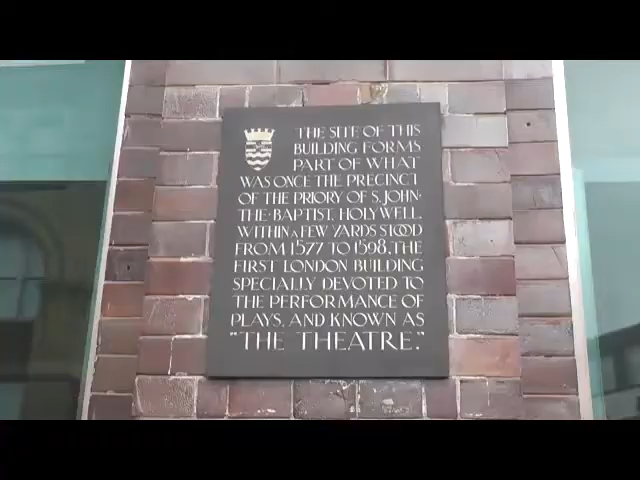 THE SITE OF THIS
BUILDING FORMS
PART OF WHAT
WAS ONCE THE PRECINCT
OF THE PRIORY OF S. JOHN·
THE·BAPTIST, HOLYWELL.
WITHIN A FEW YARDS STOOD
FROM 1577 TO 1598, THE
FIRST LONDON BUILDING
SPECIALLY DEVOTED TO
THE PERFORMANCE OF
PLAYS, AND KNOWN AS
"THE THEATRE."